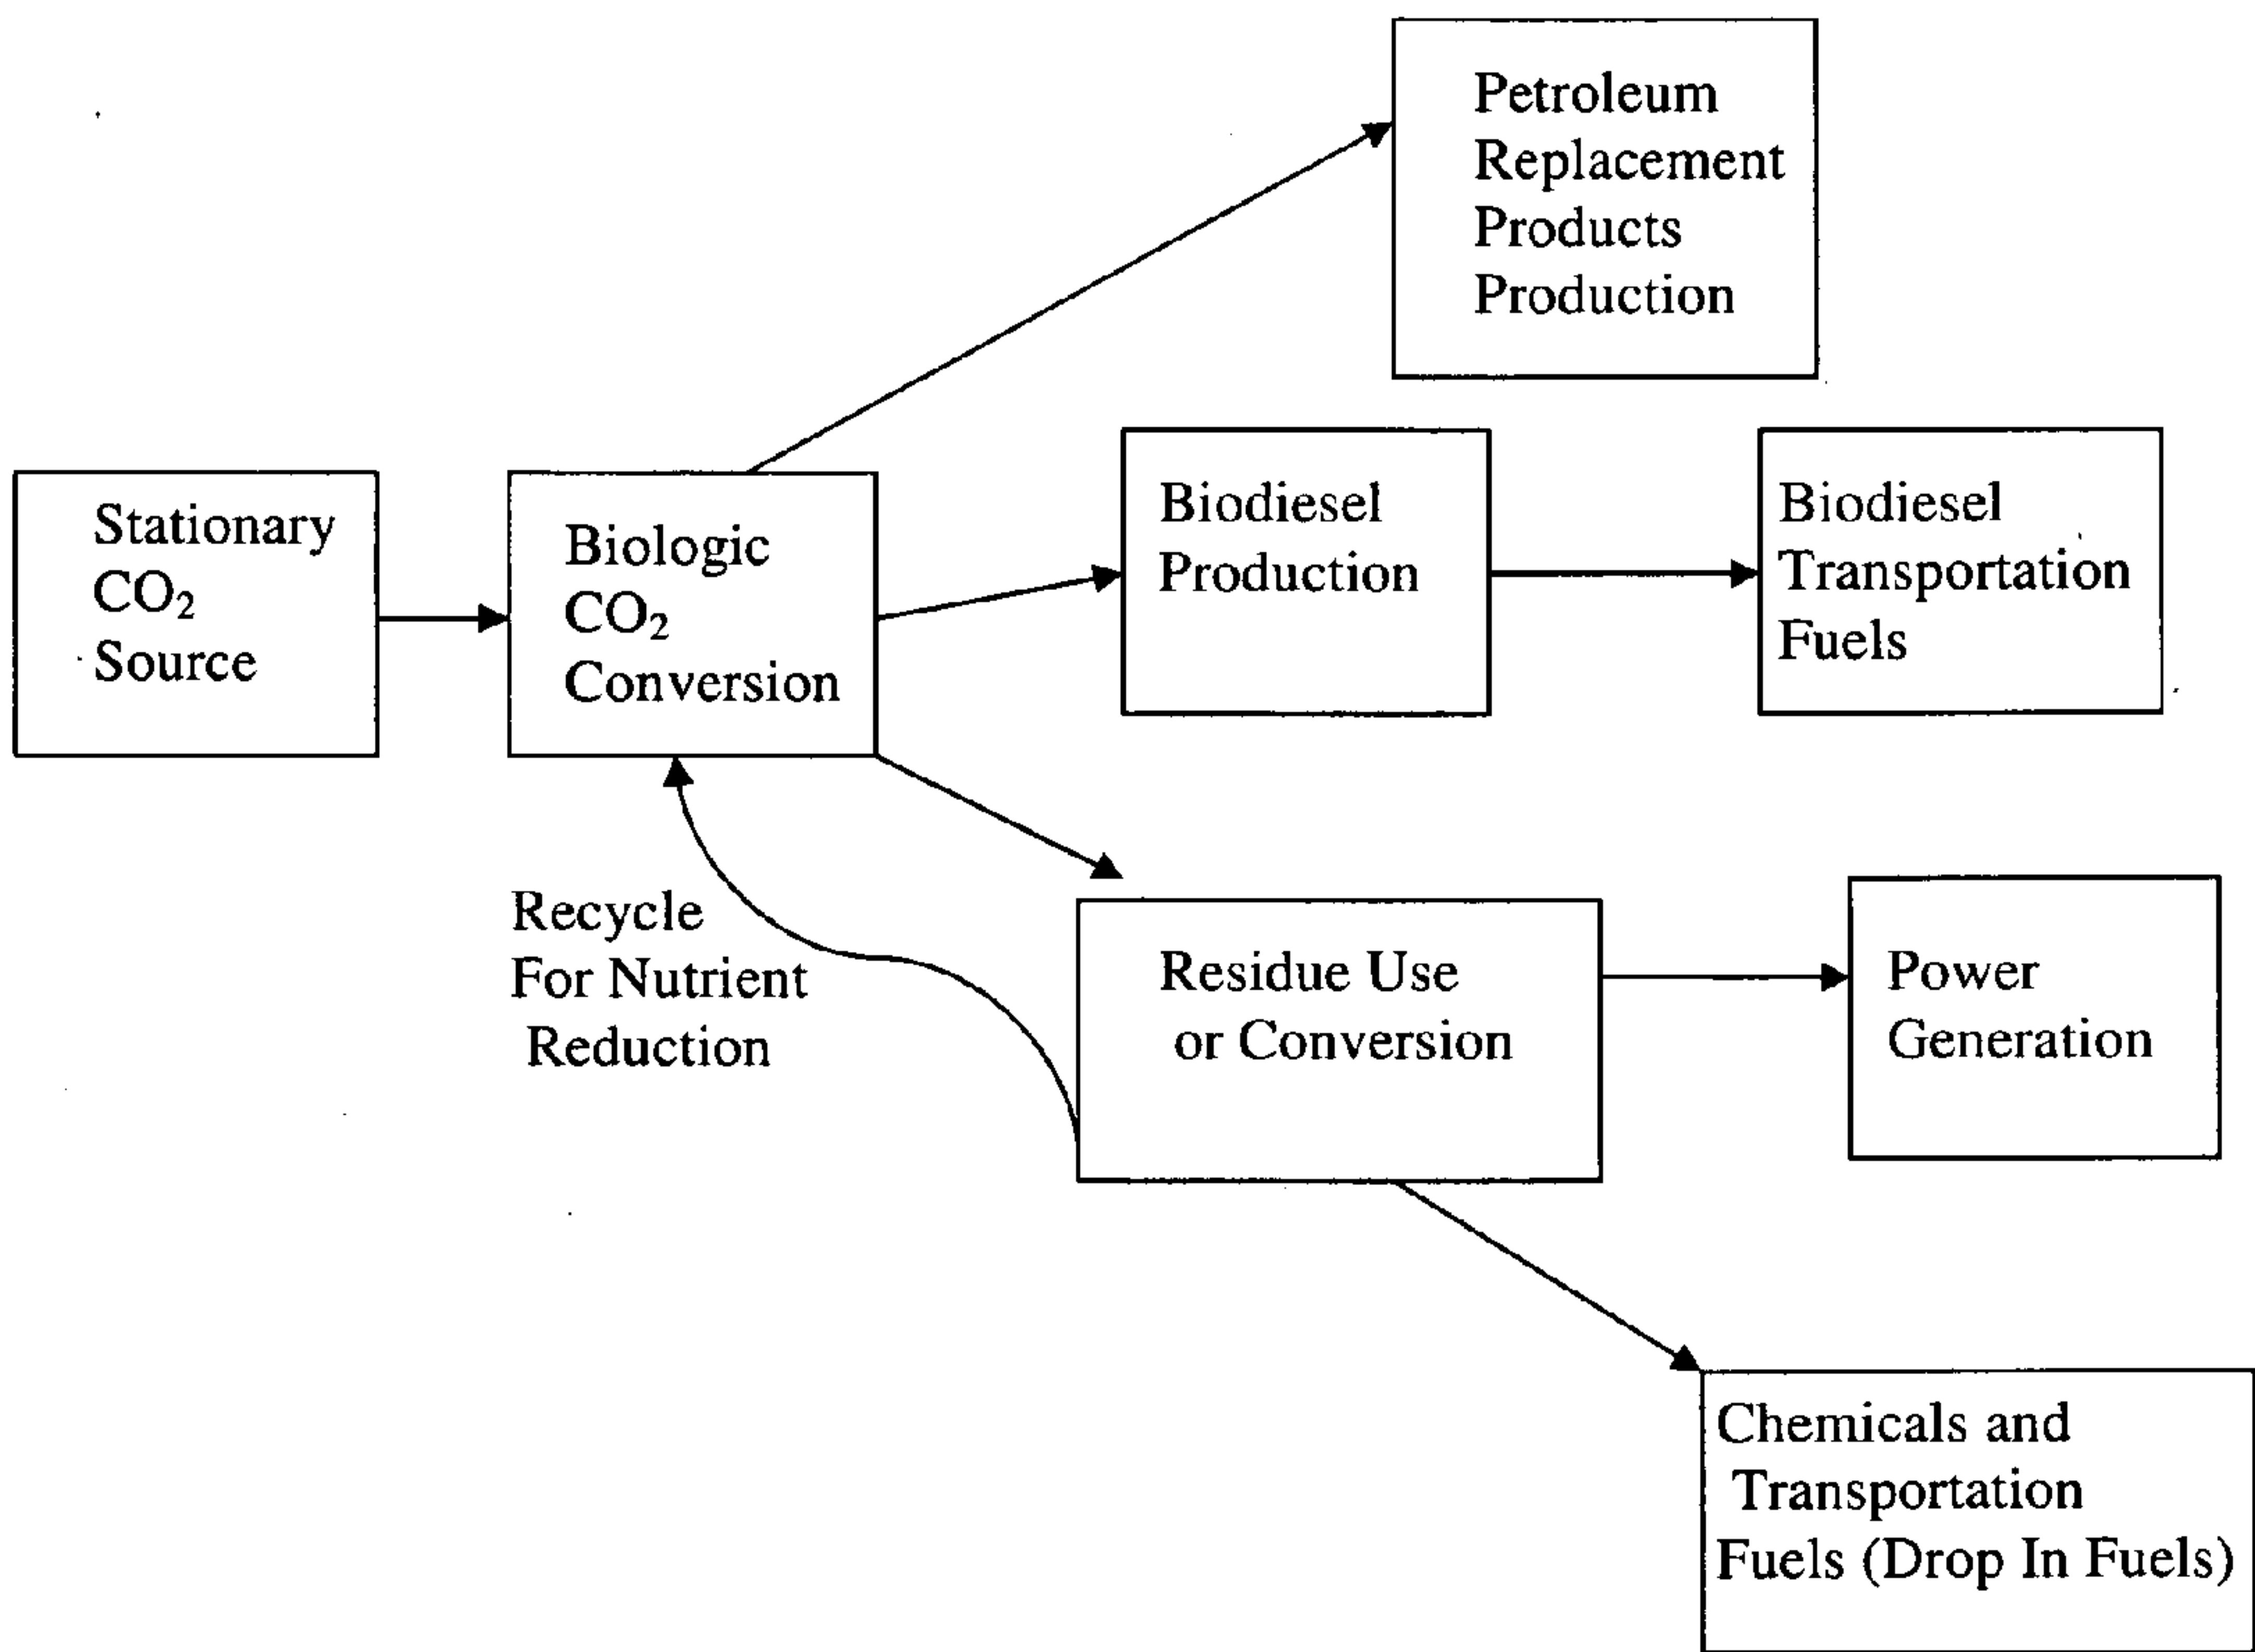 Petroleum
Replacement
Products
Production
Stationary
CO₂
Source
Biologic
CO₂
Conversion
Biodiesel
Production
Biodiesel
Transportation
Fuels
Recycle
For Nutrient
Reduction
Residue Use
or Conversion
Power
Generation
Chemicals and
Transportation
Fuels (Drop In Fuels)